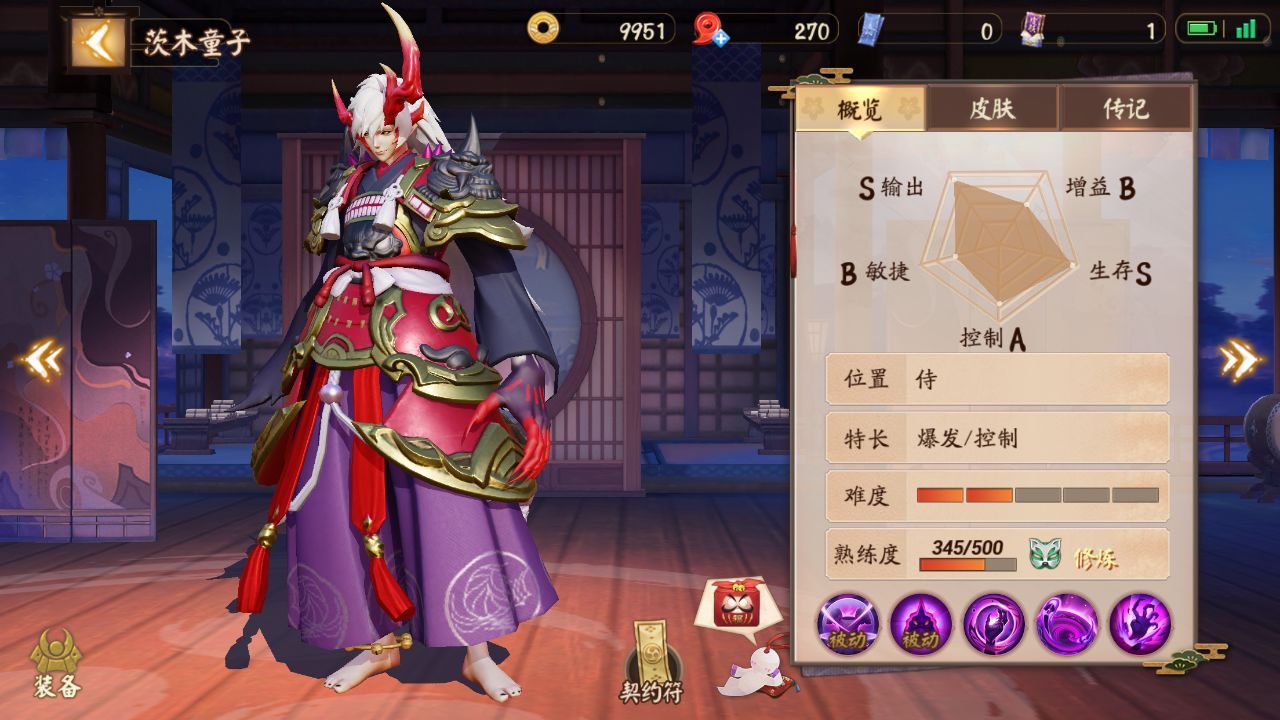 茨木童子
9951
270
0
1
概览
皮肤
传记
S 输出
增益 B
B 敏捷
生存 S
控制 A
位置 侍
特长 爆发/控制
难度
熟练度 345/500 修炼
被动
被动
装备
契约符